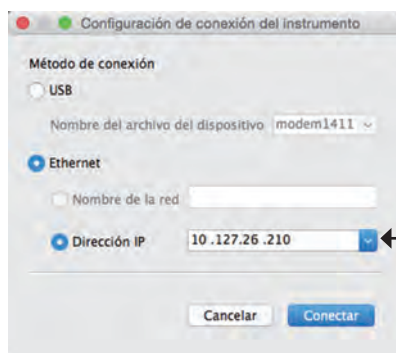 Configuración de conexión del instrumento
Método de conexión
USB
Nombre del archivo del dispositivo modem1411
Ethernet
Nombre de la red
Dirección IP 10 .127.26 .210
Cancelar Conectar